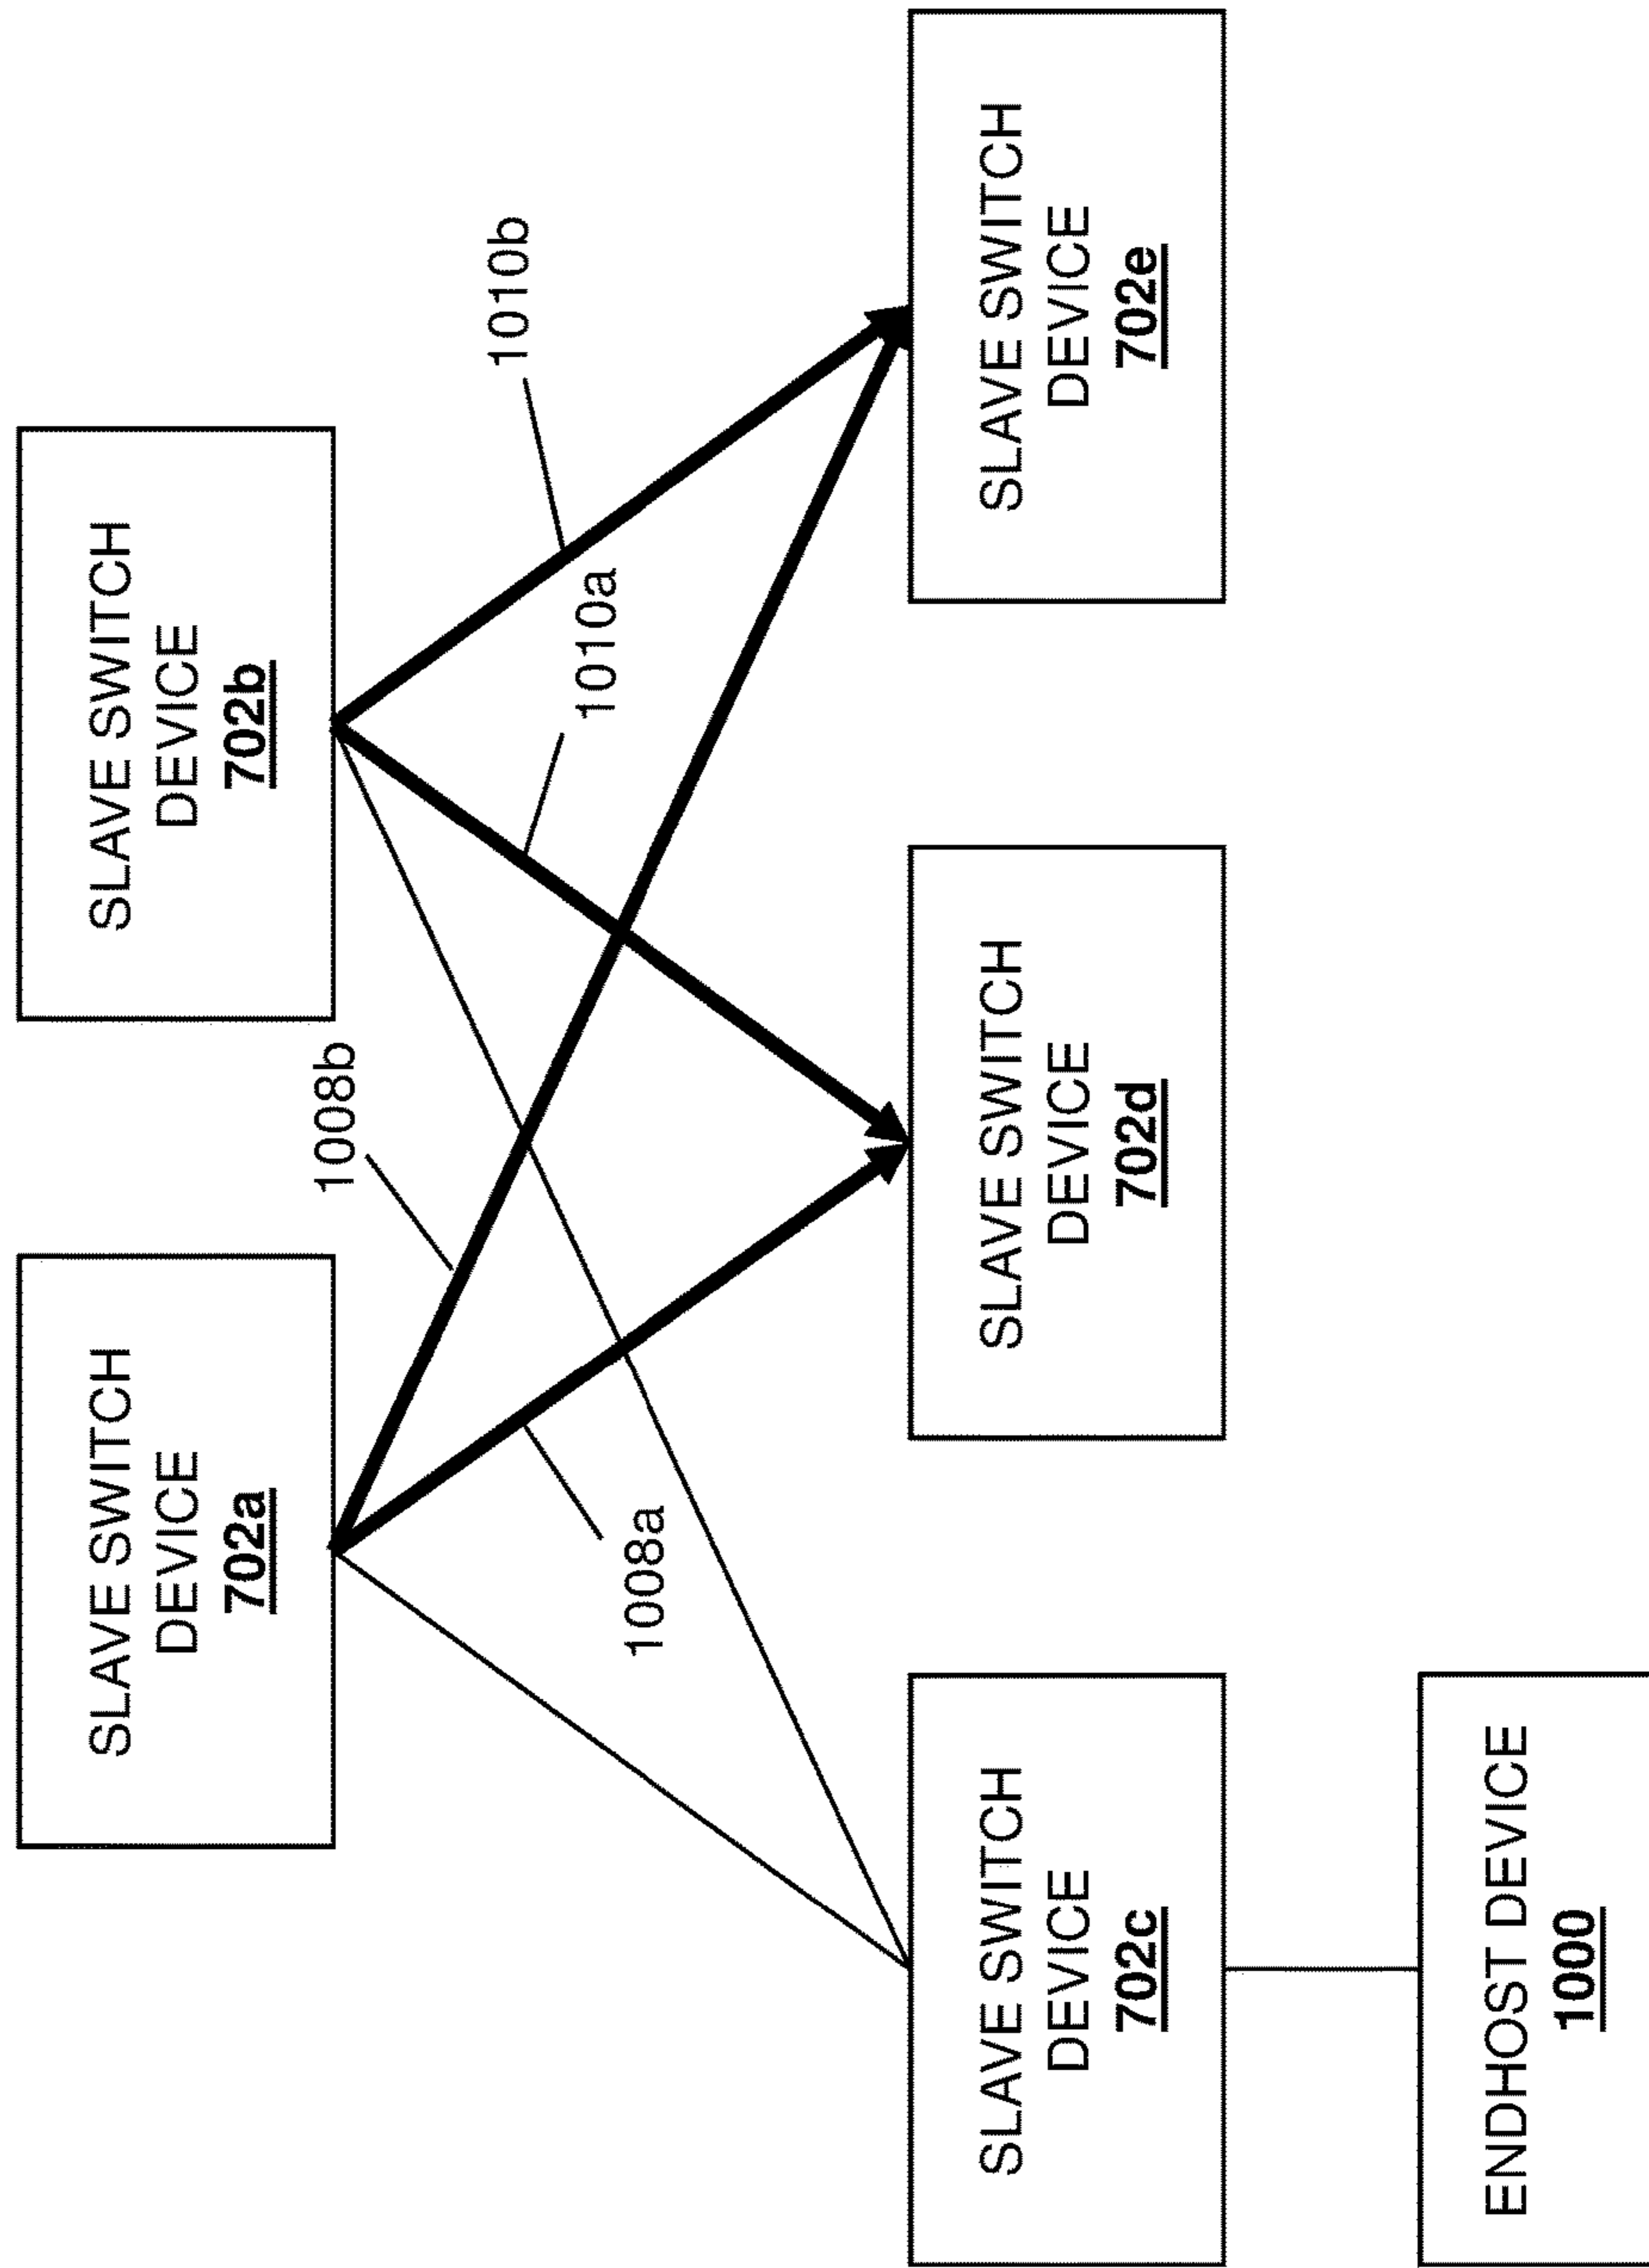 SLAVE SWITCH
DEVICE
702a
SLAVE SWITCH
DEVICE
702b
1008b
1010b
1010a
1008a
SLAVE SWITCH
DEVICE
702c
SLAVE SWITCH
DEVICE
702d
SLAVE SWITCH
DEVICE
702e
ENDHOST DEVICE
1000